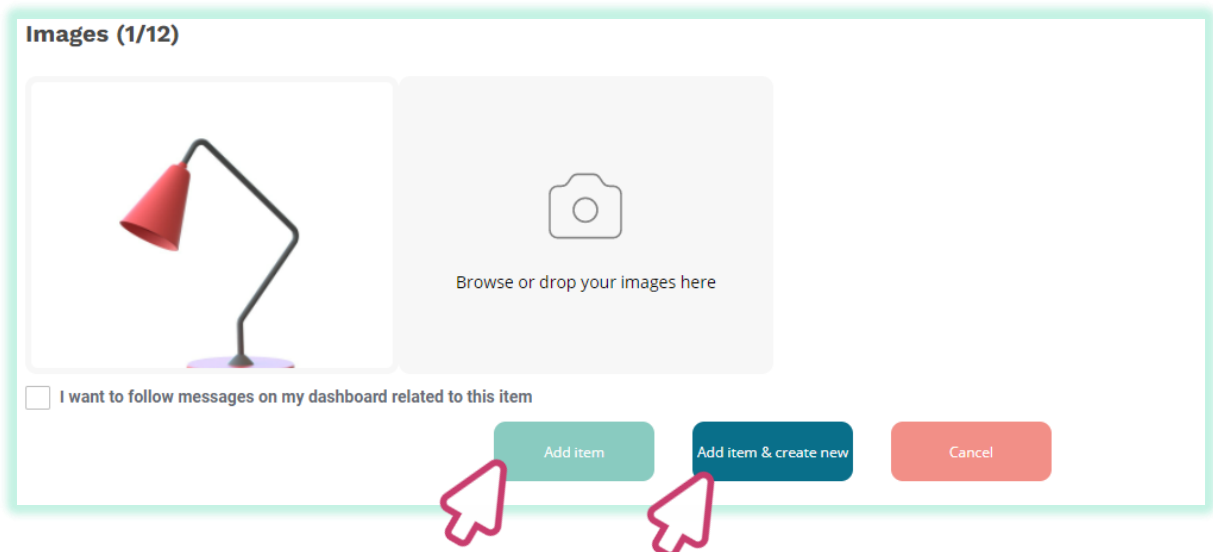 Images (1/12)
Browse or drop your images here
I want to follow messages on my dashboard related to this item
Add item
Add item & create new
Cancel